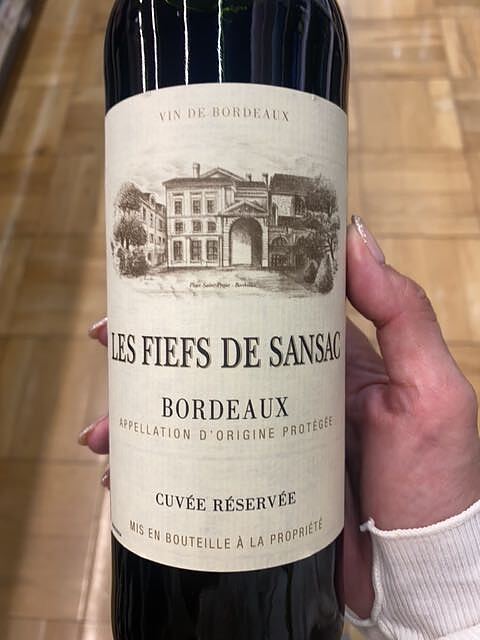 VIN DE BORDEAUX
LES FIEFS DE SANSAC
BORDEAUX
APPELLATION D'ORIGINE PROTÉGÉE
CUVÉE RÉSERVÉE
MIS EN BOUTEILLE À LA PROPRIÉTÉ